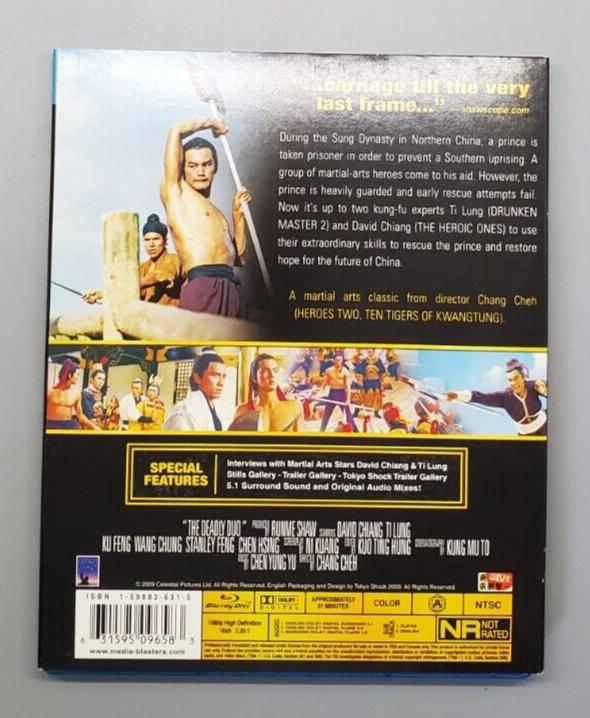 "...carnage till the very
last frame..." —shawscope.com
During the Sung Dynasty in Northern China, a prince is
taken prisoner in order to prevent a Southern uprising. A
group of martial-arts heroes come to his aid. However, the
prince is heavily guarded and early rescue attempts fail.
Now it's up to two kung-fu experts Ti Lung (DRUNKEN
MASTER 2) and David Chiang (THE HEROIC ONES) to use
their extraordinary skills to rescue the prince and restore
hope for the future of China.
A martial arts classic from director Chang Cheh
(HEROES TWO, TEN TIGERS OF KWANGTUNG).
SPECIAL
FEATURES
Interviews with Martial Arts Stars David Chiang & Ti Lung
Stills Gallery - Trailer Gallery - Tokyo Shock Trailer Gallery
5.1 Surround Sound and Original Audio Mixes!
"THE DEADLY DUO" RUNME SHAW DAVID CHIANG TI LUNG
KU FENG WANG CHUNG STANLEY FENG CHEN HSING NI KUANG KUO TING HUNG KUNG MU TO
CHEN YUNG YU CHANG CHEH
© 2009 Celestial Pictures Ltd. All Rights Reserved. English Packaging and Design by Tokyo Shock 2009. All Rights Reserved.
ISBN 1-59883-631-5
6 31595 09658 3
www.media-blasters.com
Blu-ray Disc
1080p High Definition
16x9 2.35:1
DOLBY
DIGITAL
APPROXIMATELY
81 MINUTES
COLOR
A
NTSC
AUDIO
NR NOT
RATED